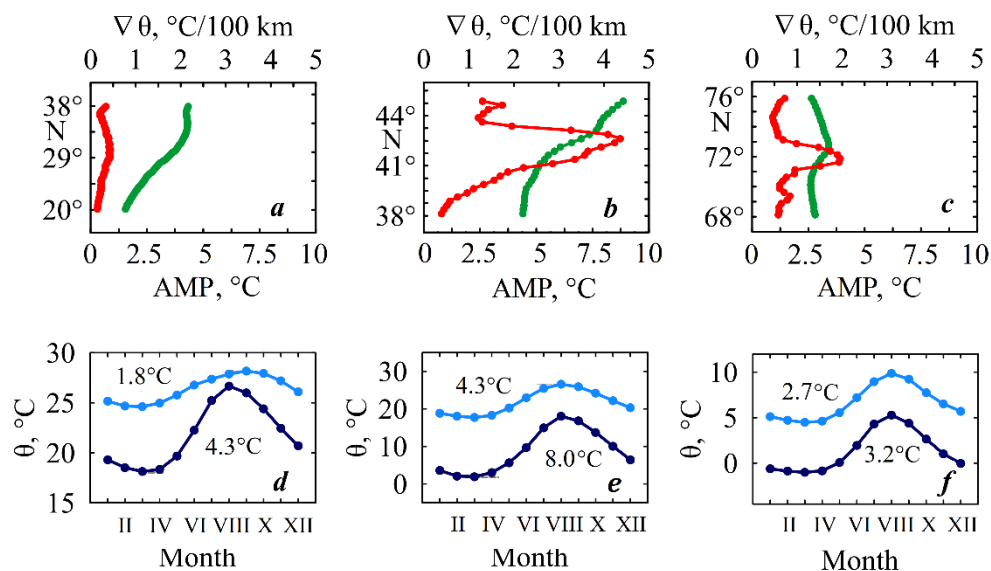 ∇ θ, °C/100 km
∇ θ, °C/100 km
∇ θ, °C/100 km
0 1 2 3 4 5
0 1 2 3 4 5
0 1 2 3 4 5
38°
N
29°
20°
a
44°
N
41°
38°
b
76°
N
72°
68°
c
0 2.5 5 7.5 10
0 2.5 5 7.5 10
0 2.5 5 7.5 10
AMP, °C
AMP, °C
AMP, °C
θ, °C
30
25
20
15
1.8°C
4.3°C
d
II IV VI VIII X XII
Month
θ, °C
30
20
10
0
4.3°C
8.0°C
e
II IV VI VIII X XII
Month
θ, °C
10
5
0
2.7°C
3.2°C
f
II IV VI VIII X XII
Month